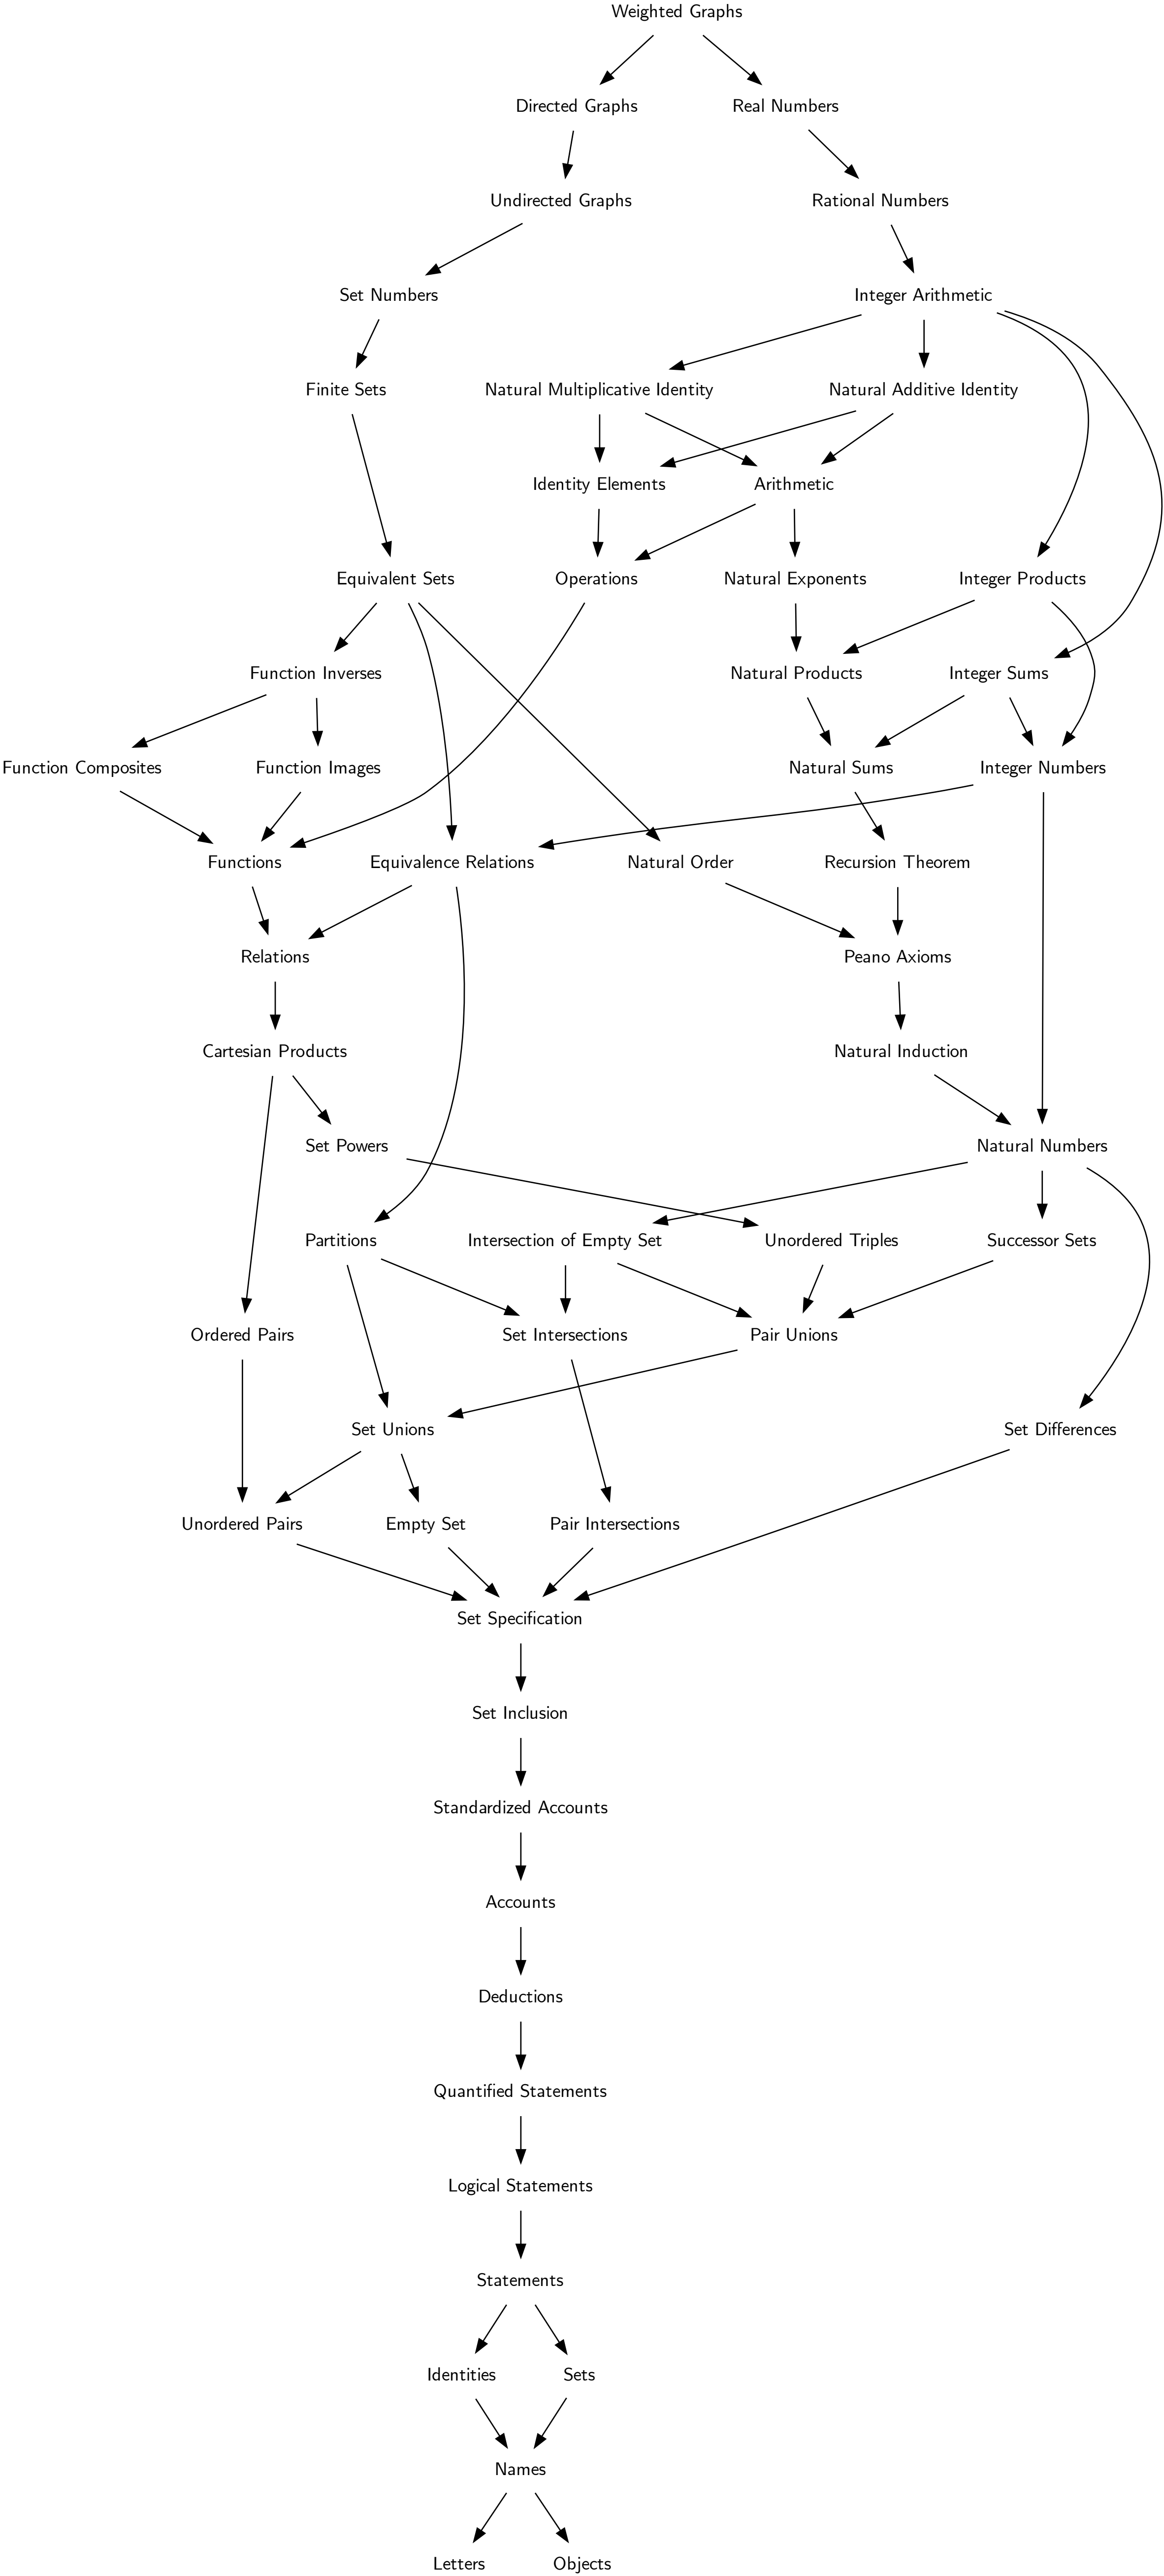 Weighted Graphs
Directed Graphs
Real Numbers
Undirected Graphs
Rational Numbers
Set Numbers
Integer Arithmetic
Finite Sets
Natural Multiplicative Identity
Natural Additive Identity
Identity Elements
Arithmetic
Equivalent Sets
Operations
Natural Exponents
Integer Products
Function Inverses
Natural Products
Integer Sums
Function Composites
Function Images
Natural Sums
Integer Numbers
Functions
Equivalence Relations
Natural Order
Recursion Theorem
Relations
Peano Axioms
Cartesian Products
Natural Induction
Set Powers
Natural Numbers
Partitions
Intersection of Empty Set
Unordered Triples
Successor Sets
Ordered Pairs
Set Intersections
Pair Unions
Set Unions
Set Differences
Unordered Pairs
Empty Set
Pair Intersections
Set Specification
Set Inclusion
Standardized Accounts
Accounts
Deductions
Quantified Statements
Logical Statements
Statements
Identities
Sets
Names
Letters
Objects